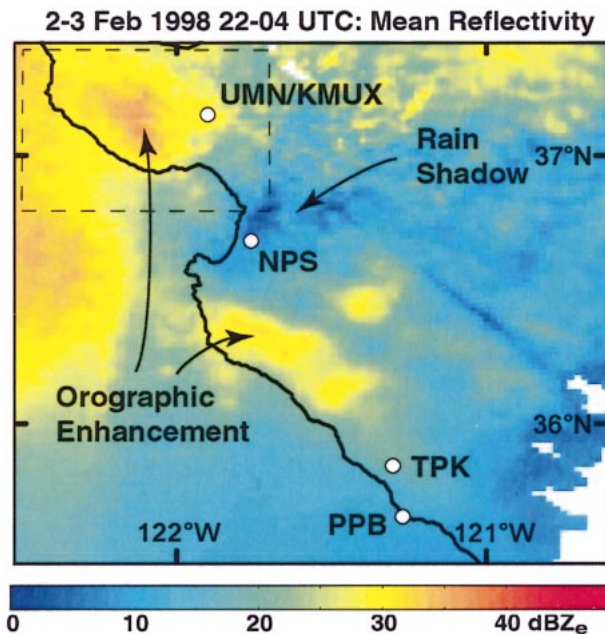 2-3 Feb 1998 22-04 UTC: Mean Reflectivity
UMN/KMUX
Rain
Shadow
37°N
NPS
Orographic
Enhancement
36°N
TPK
PPB
122°W
121°W
0 10 20 30 40 dBZe